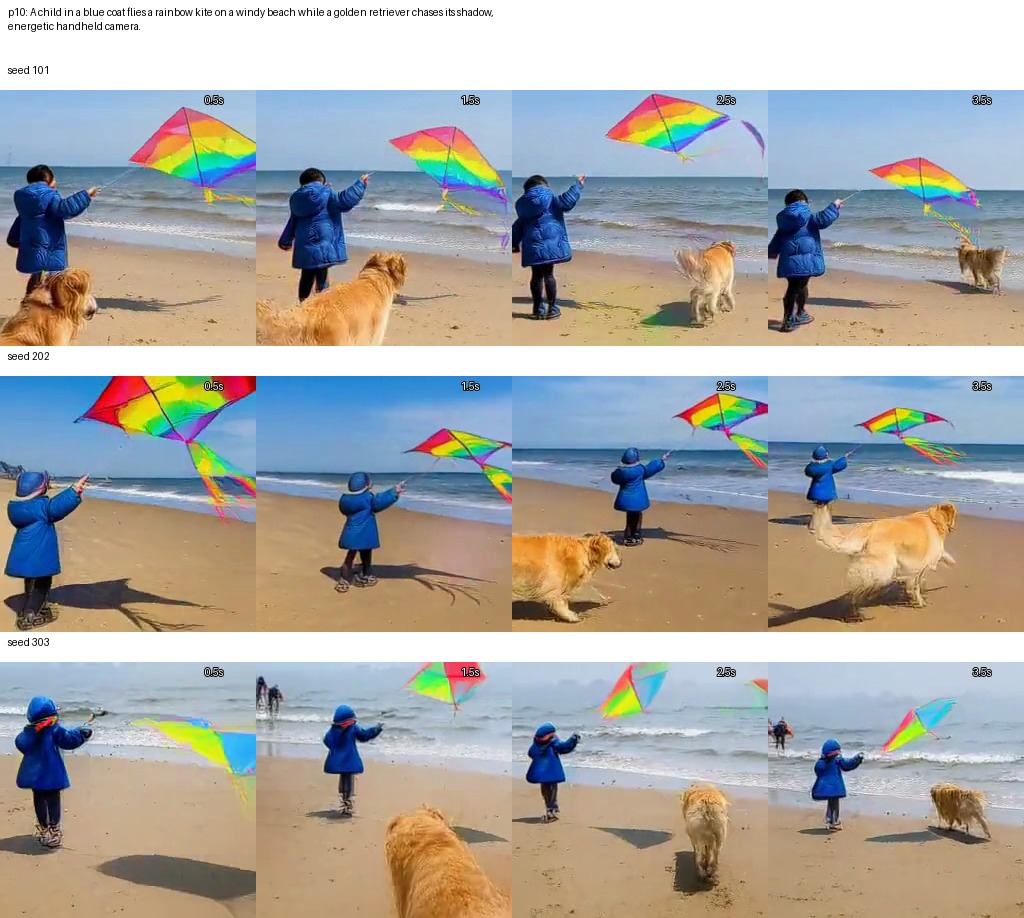 p10: A child in a blue coat flies a rainbow kite on a windy beach while a golden retriever chases its shadow,
energetic handheld camera.
seed 101
0.5s 1.5s 2.5s 3.5s
seed 202
0.5s 1.5s 2.5s 3.5s
seed 303
0.5s 1.5s 2.5s 3.5s